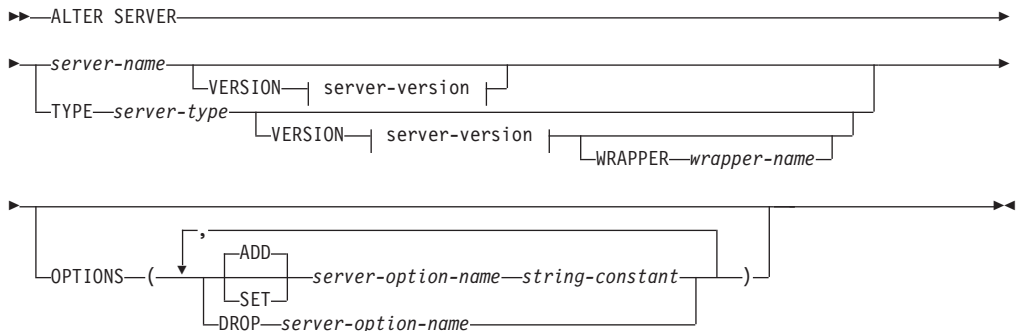 ALTER SERVER
server-name
VERSION server-version
TYPE server-type
VERSION server-version
WRAPPER wrapper-name
,
ADD
OPTIONS ( server-option-name string-constant )
SET
DROP server-option-name